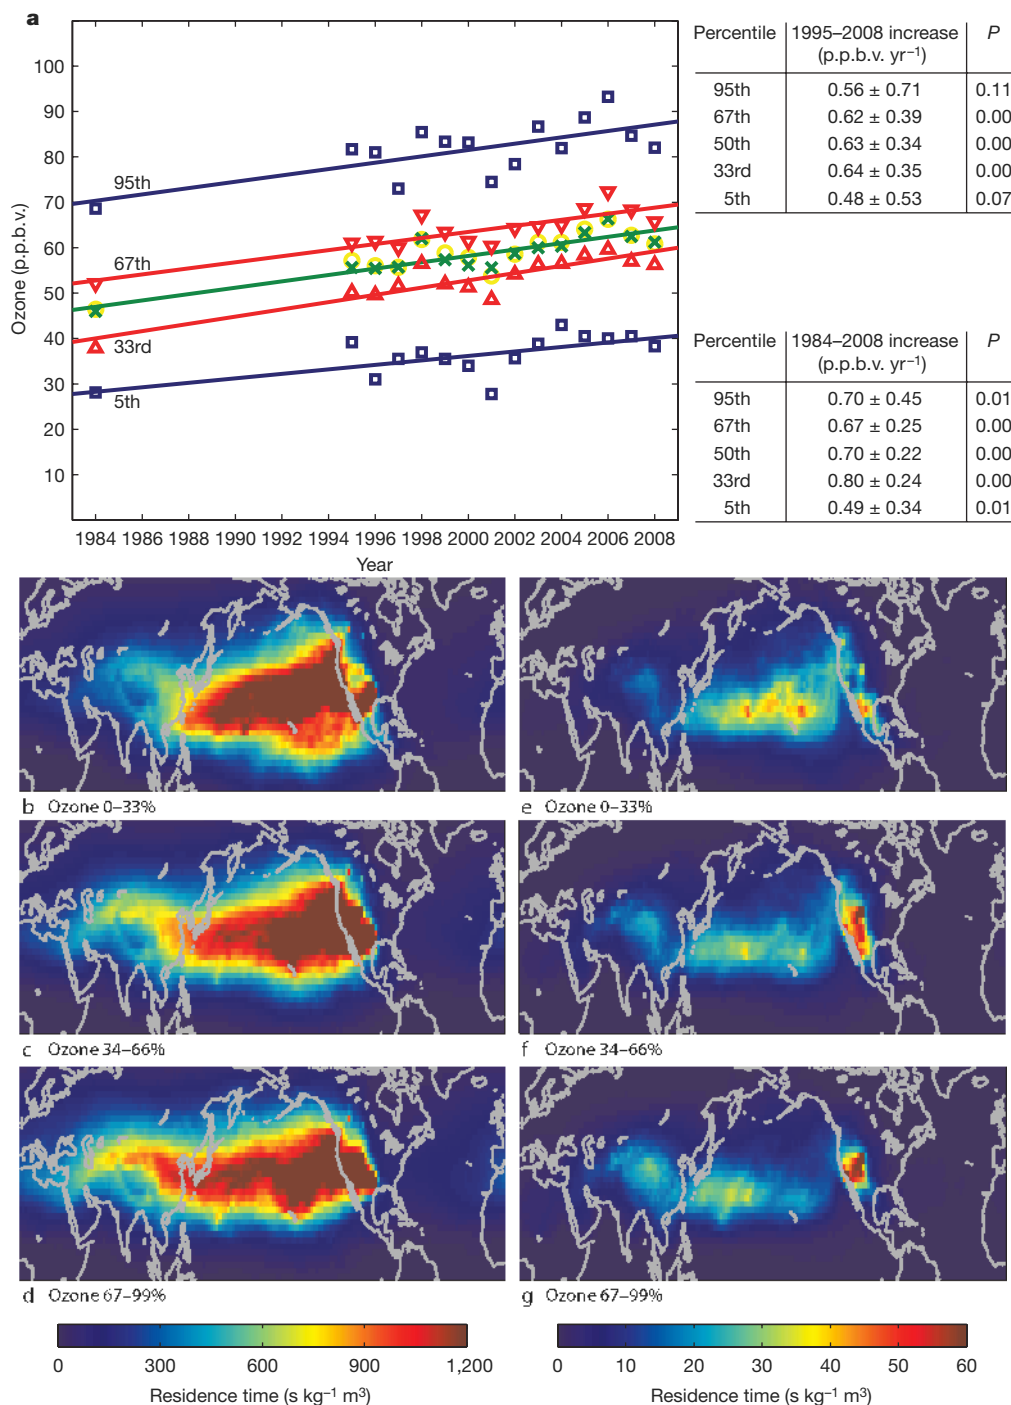 a
Ozone (p.p.b.v.)
100
90
80
70
60
50
40
30
20
10
95th
67th
33rd
5th
1984 1986 1988 1990 1992 1994 1996 1998 2000 2002 2004 2006 2008
Year
Percentile 1995–2008 increase (p.p.b.v. yr⁻¹) P
95th 0.56 ± 0.71 0.11
67th 0.62 ± 0.39 0.00
50th 0.63 ± 0.34 0.00
33rd 0.64 ± 0.35 0.00
5th 0.48 ± 0.53 0.07
Percentile 1984–2008 increase (p.p.b.v. yr⁻¹) P
95th 0.70 ± 0.45 0.01
67th 0.67 ± 0.25 0.00
50th 0.70 ± 0.22 0.00
33rd 0.80 ± 0.24 0.00
5th 0.49 ± 0.34 0.01
b Ozone 0–33%
e Ozone 0–33%
c Ozone 34–66%
f Ozone 34–66%
d Ozone 67–99%
g Ozone 67–99%
0 300 600 900 1,200
Residence time (s kg⁻¹ m³)
0 10 20 30 40 50 60
Residence time (s kg⁻¹ m³)